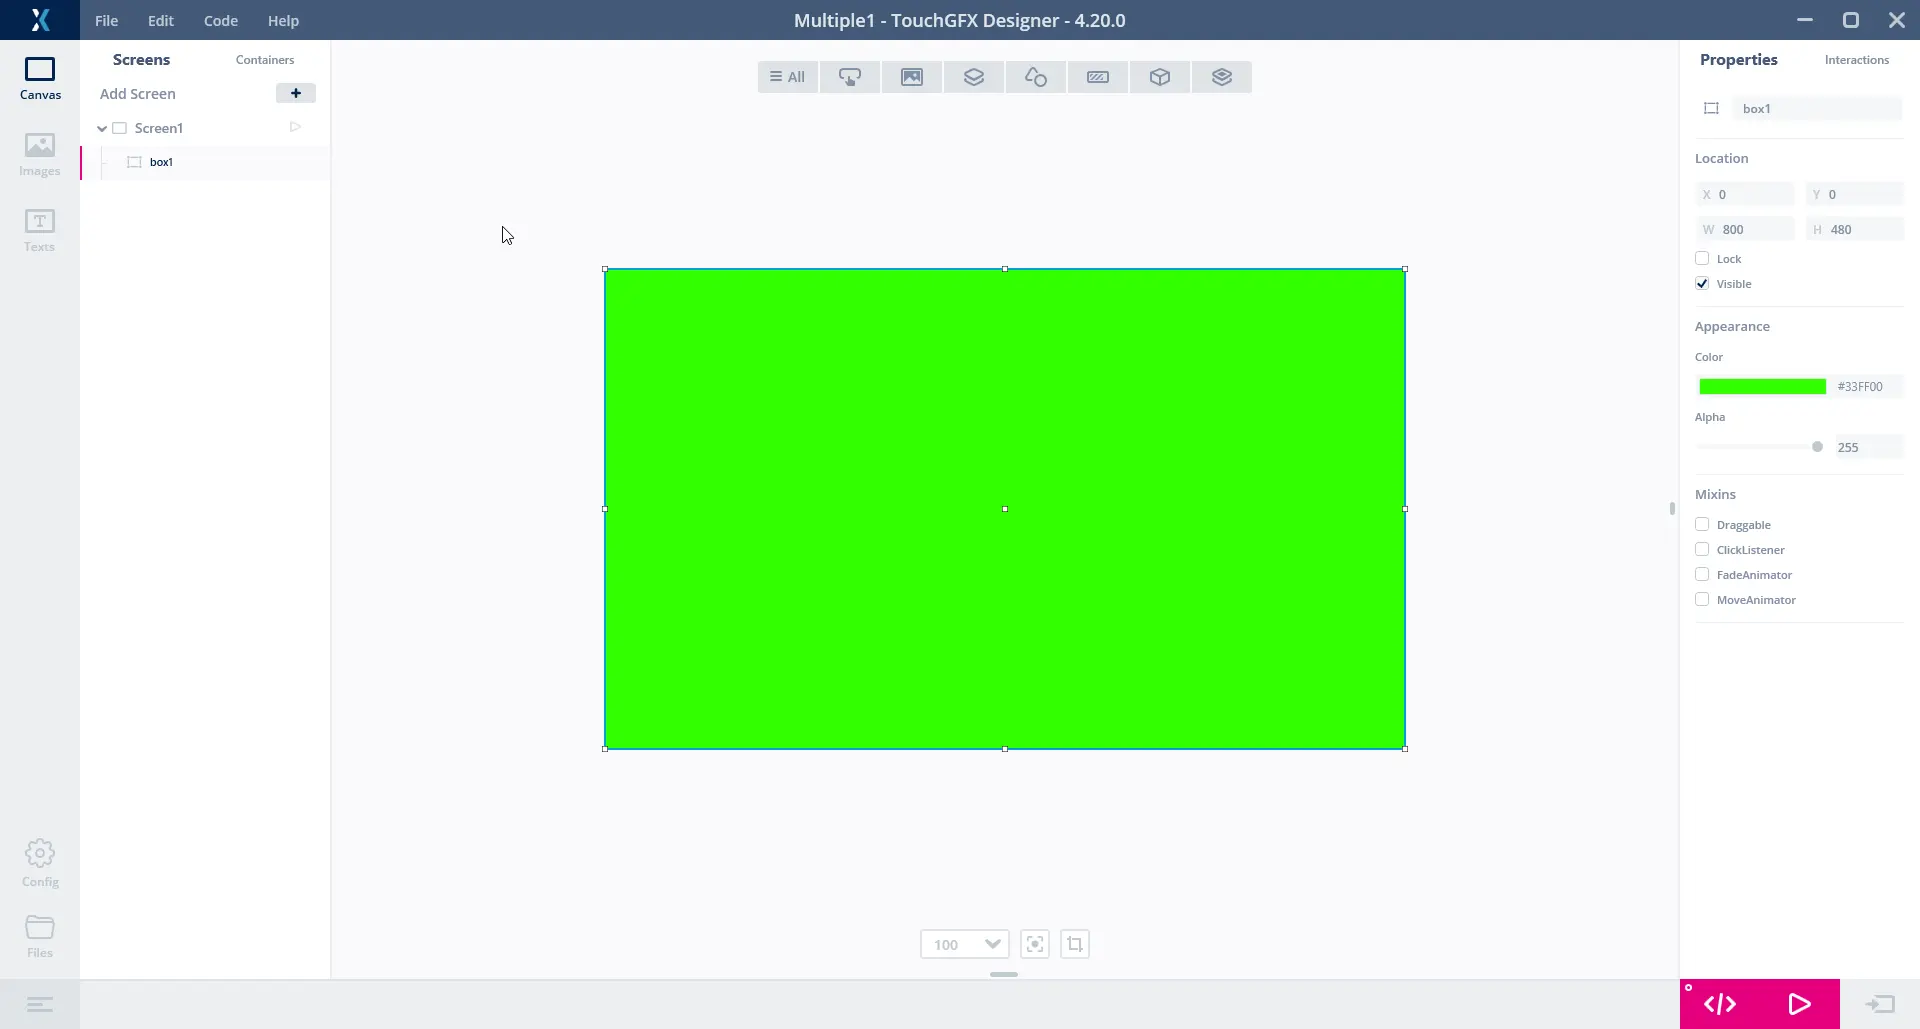 File Edit Code Help
Multiple1 - TouchGFX Designer - 4.20.0
Canvas
Images
Texts
Config
Files
Screens Containers
Add Screen
Screen1
box1
All
100
Properties Interactions
box1
Location
X 0 Y 0
W 800 H 480
Lock
Visible
Appearance
Color
#33FF00
Alpha
255
Mixins
Draggable
ClickListener
FadeAnimator
MoveAnimator